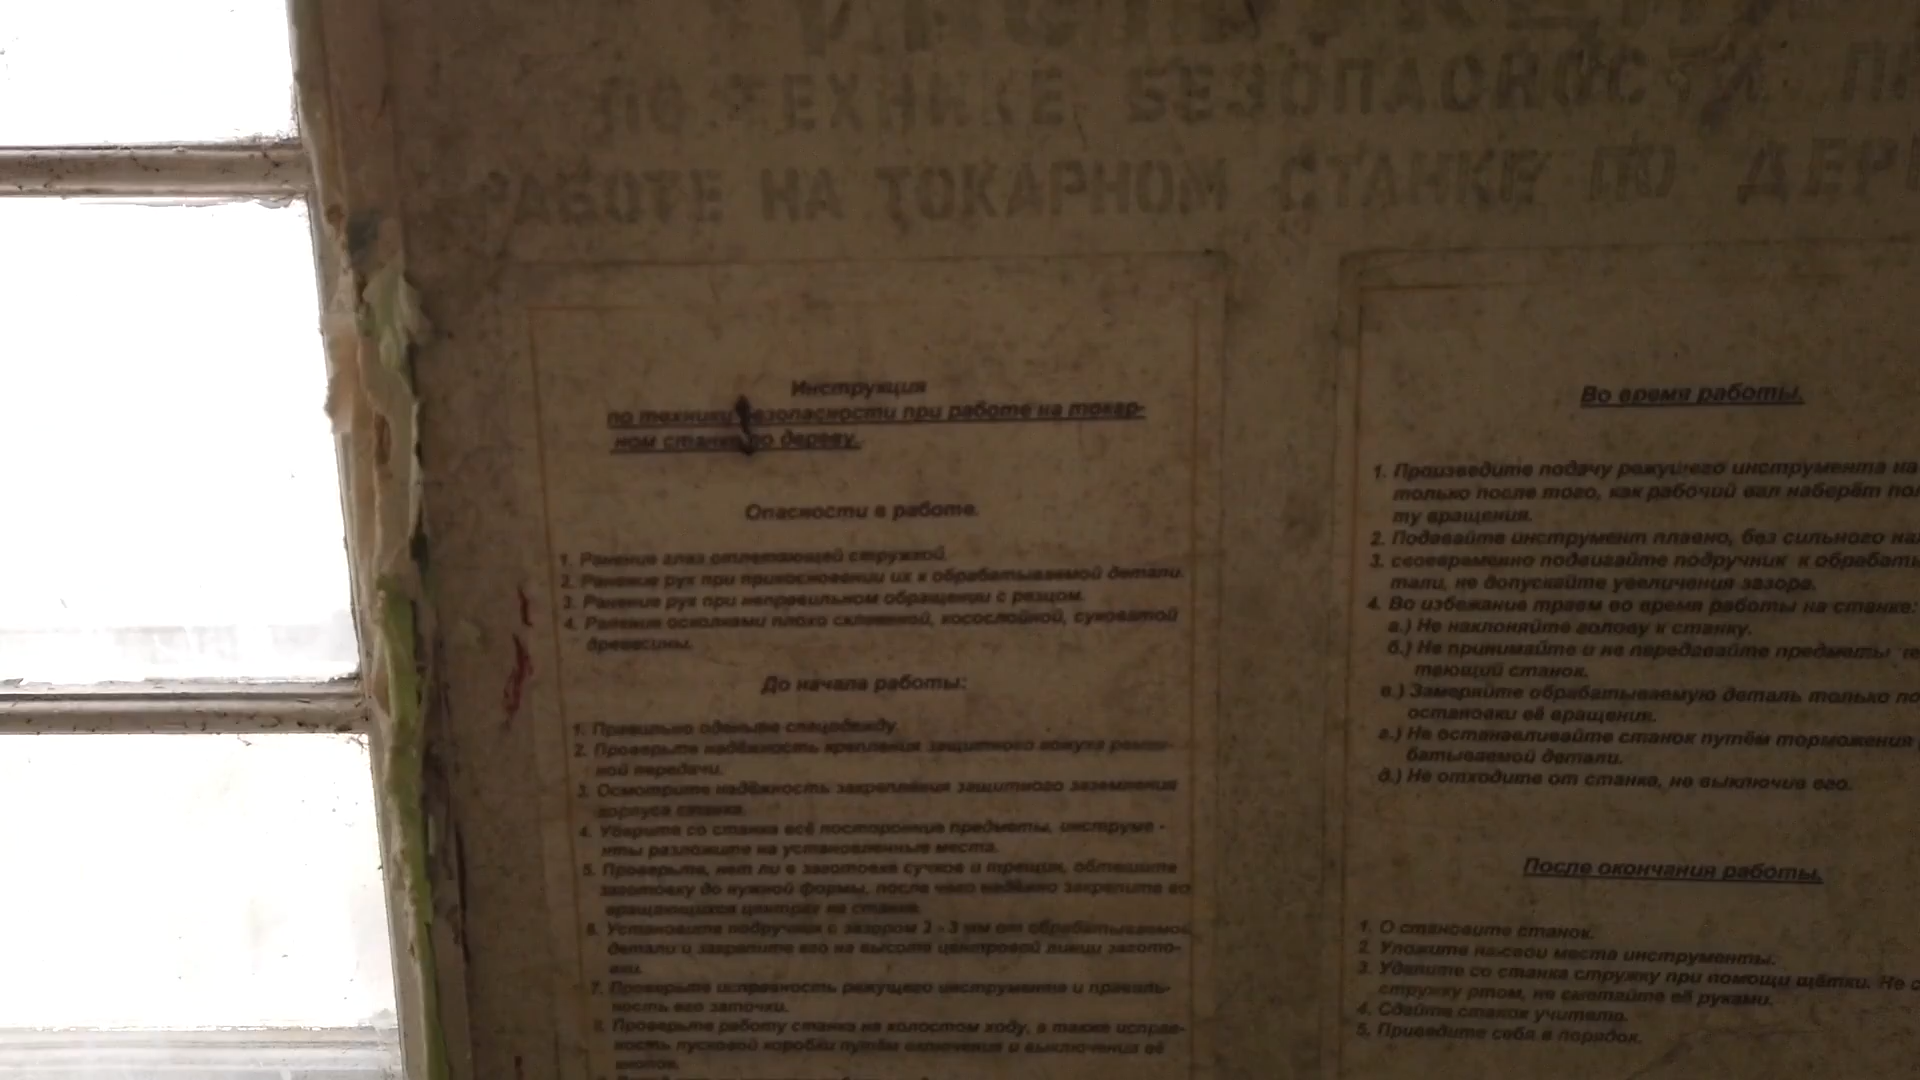 ПО ТЕХНИКЕ БЕЗОПАСНОСТИ
РАБОТЕ НА ТОКАРНОМ СТАНКЕ ПО
Инструкция
по технике безопасности при работе на токар-
ном станке по дереву.
Опасности в работе.
1. Ранение глаз отлетающей стружкой.
2. Ранение рук при прикосновении их к обрабатываемой детали.
3. Ранение рук при неправильном обращении с резцом.
4. Ранение осколками плохо склеенной, косослойной, суковатой
древесины.
До начала работы:
1. Правильно оденьте спецодежду.
2. Проверьте надёжность крепления защитного кожуха ремен-
ной передачи.
3. Осмотрите надёжность закрепления защитного заземления
корпуса станка.
4. Уберите со станка всё посторонние предметы, инструме -
нты разложите на установленные места.
5. Проверьте, нет ли в заготовке сучков и трещин, обтешите
заготовку до нужной формы, после чего надёжно закрепите во
вращающихся центрах на станке.
6. Установите подручник с зазором 2 - 3 мм от обрабатываемой
детали и закрепите его на высоте центровой линии загото-
вки.
7. Проверьте исправность режущего инструмента и правиль-
ность его заточки.
8. Проверьте работу станка на холостом ходу, а также исправ-
ность пусковой коробки путём включения и выключения её
кнопок.
Во время работы.
1. Произведите подачу режущего инструмента на
только после того, как рабочий вал наберёт
ту вращения.
2. Подавайте инструмент плавно, без сильного
3. своевременно подвигайте подручник к
тали, не допускайте увеличения зазора.
4. Во избежание травм во время работы на станке:
а.) Не наклоняйте голову к станку.
б.) Не принимайте и не передавайте предметы
тающий станок.
в.) Замеряйте обрабатываемую деталь только
остановки её вращения.
г.) Не останавливайте станок путём торможения
батываемой детали.
д.) Не отходите от станка, не выключив его.
После окончания работы.
1. О становите станок.
2. Уложите на свои места инструменты.
3. Удалите со станка стружку при помощи щётки. Не
стружку ртом, не сметайте её руками.
4. Сдайте станок учителю.
5. Приведите себя в порядок.